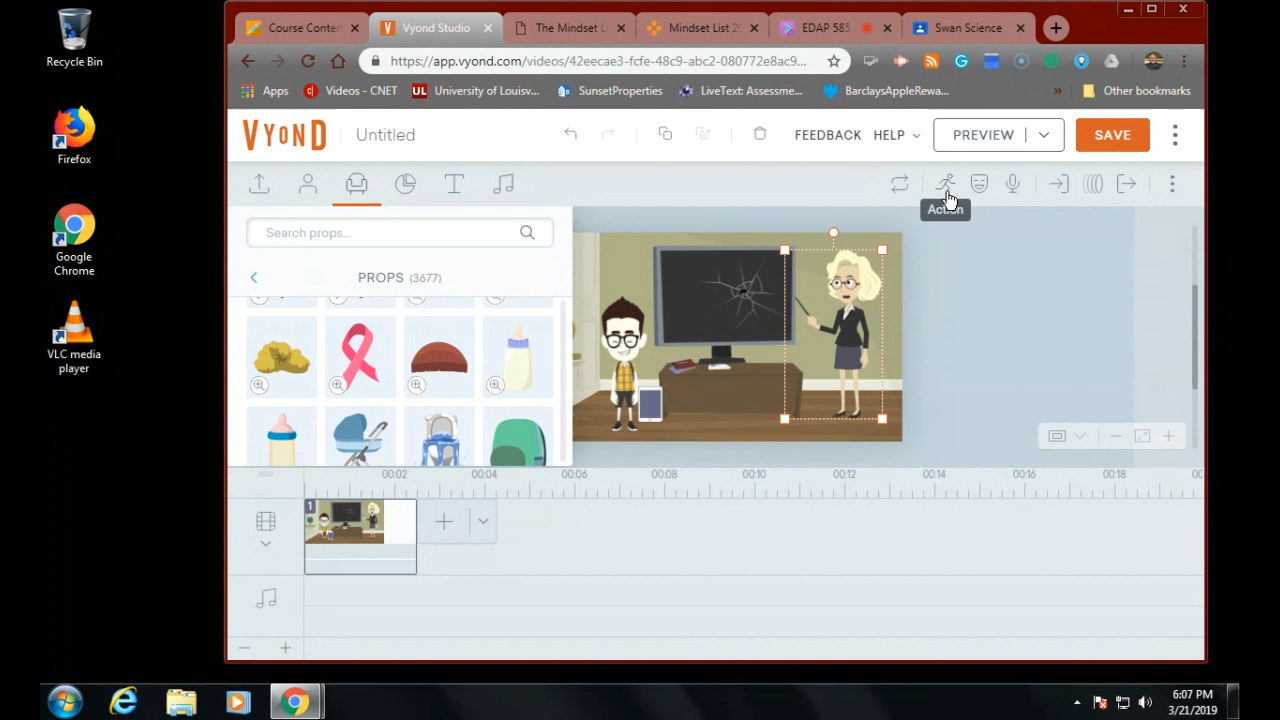 Recycle Bin
Firefox
Google
Chrome
VLC media
player
Course Conten
Vyond Studio
The Mindset L
Mindset List 20
EDAP 585
Swan Science
https://app.vyond.com/videos/42eecae3-fcfe-48c9-abc2-080772e8ac9...
Apps
Videos - CNET
UL University of Louisv...
SunsetProperties
LiveText: Assessme...
BarclaysAppleRewa...
»
Other bookmarks
VYOND
Untitled
FEEDBACK
HELP
PREVIEW
SAVE
Action
Search props...
PROPS (3677)
00:02
00:04
00:06
00:08
00:10
00:12
00:14
00:16
00:18
00
1
6:07 PM
3/21/2019